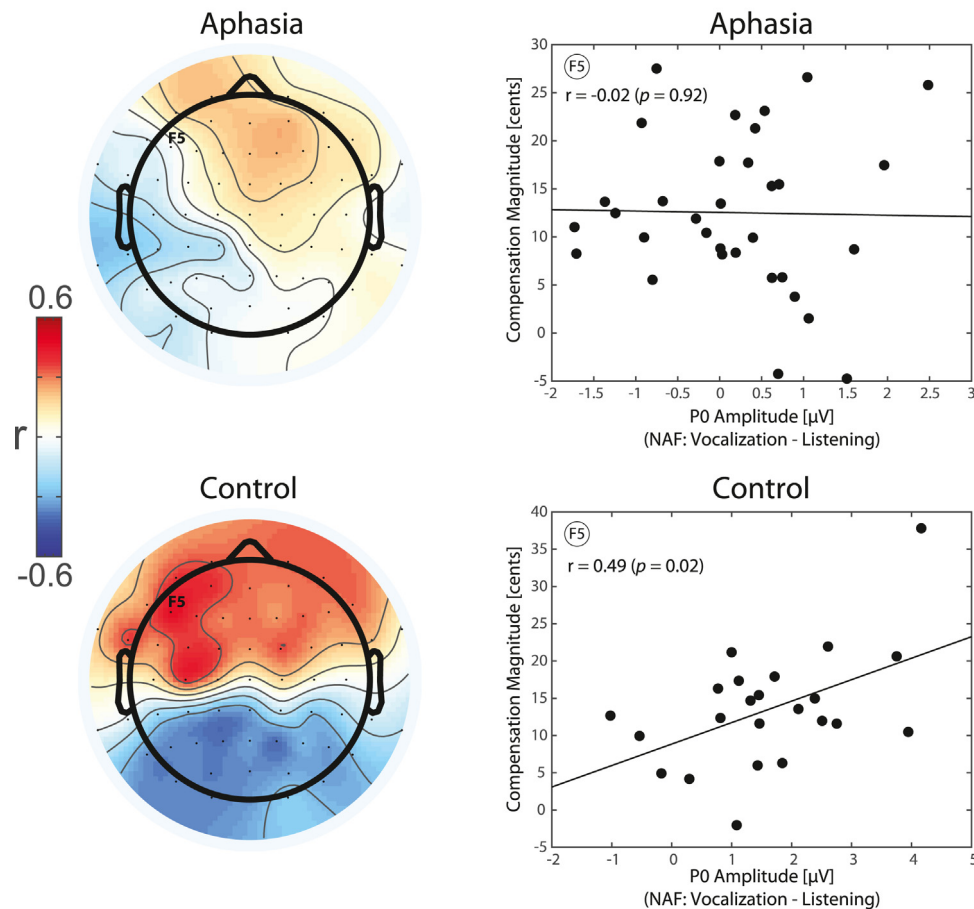 Aphasia
F5
0.6
r
-0.6
Control
F5
Aphasia
F5
r = -0.02 (p = 0.92)
Compensation Magnitude [cents]
30
25
20
15
10
5
0
-5
-2 -1.5 -1 -0.5 0 0.5 1 1.5 2 2.5 3
P0 Amplitude [µV]
(NAF: Vocalization - Listening)
Control
F5
r = 0.49 (p = 0.02)
Compensation Magnitude [cents]
40
35
30
25
20
15
10
5
0
-5
-2 -1 0 1 2 3 4 5
P0 Amplitude [µV]
(NAF: Vocalization - Listening)